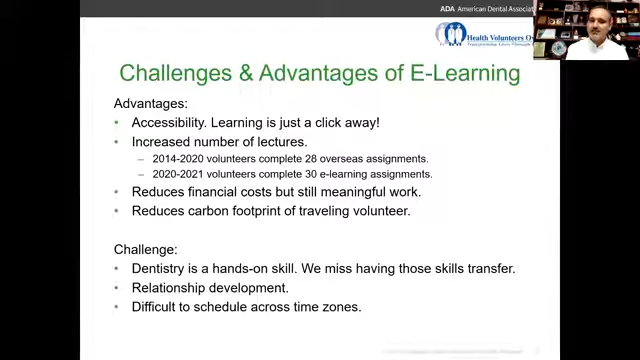 ADA American Dental Associat
Health Volunteers O
Challenges & Advantages of E-Learning
Advantages:
• Accessibility. Learning is just a click away!
• Increased number of lectures.
– 2014-2020 volunteers complete 28 overseas assignments.
– 2020-2021 volunteers complete 30 e-learning assignments.
• Reduces financial costs but still meaningful work.
• Reduces carbon footprint of traveling volunteer.
Challenge:
• Dentistry is a hands-on skill. We miss having those skills transfer.
• Relationship development.
• Difficult to schedule across time zones.